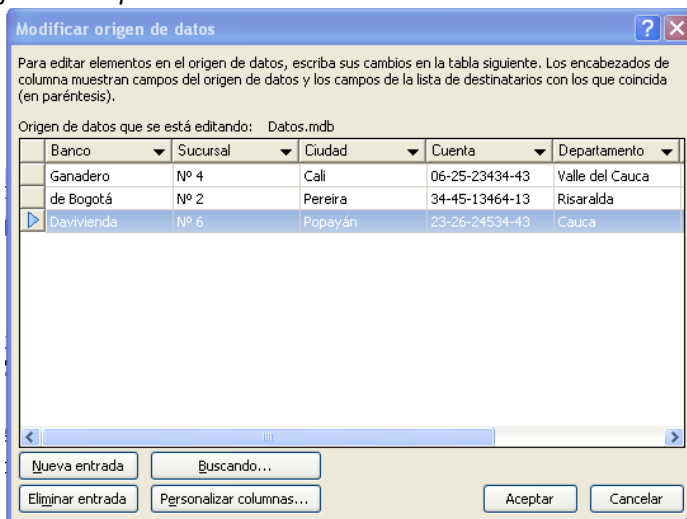 Modificar origen de datos
Para editar elementos en el origen de datos, escriba sus cambios en la tabla siguiente. Los encabezados de
columna muestran campos del origen de datos y los campos de la lista de destinatarios con los que coincida
(en paréntesis).
Origen de datos que se está editando: Datos.mdb
Banco Sucursal Ciudad Cuenta Departamento
Ganadero Nº 4 Cali 06-25-23434-43 Valle del Cauca
de Bogotá Nº 2 Pereira 34-45-13464-13 Risaralda
Davivienda Nº 6 Popayán 23-26-24534-43 Cauca
Nueva entrada Buscando...
Eliminar entrada Personalizar columnas... Aceptar Cancelar